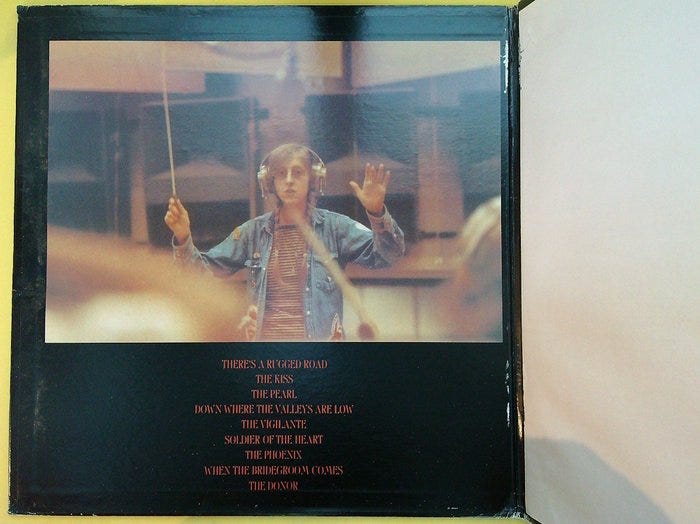 THERE'S A RUGGED ROAD
THE KISS
THE PEARL
DOWN WHERE THE VALLEYS ARE LOW
THE VIGILANTE
SOLDIER OF THE HEART
THE PHOENIX
WHEN THE BRIDEGROOM COMES
THE DONOR